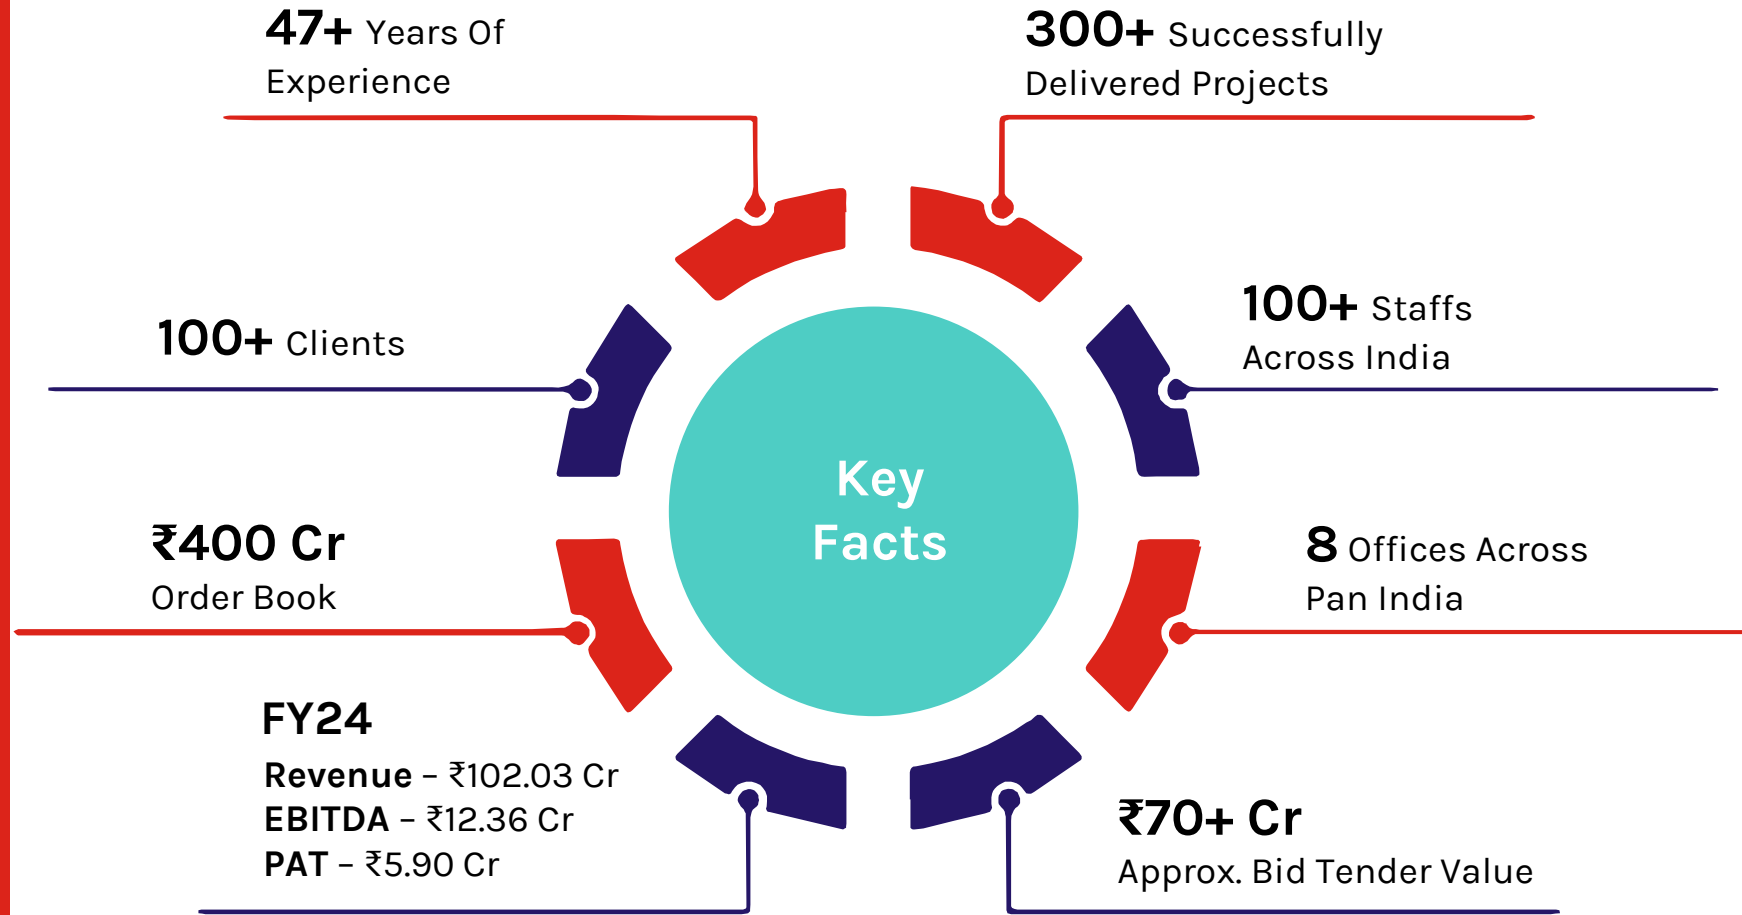 47+ Years Of
Experience
300+ Successfully
Delivered Projects
100+ Clients
100+ Staffs
Across India
Key
Facts
₹400 Cr
Order Book
8 Offices Across
Pan India
FY24
Revenue – ₹102.03 Cr
EBITDA – ₹12.36 Cr
PAT – ₹5.90 Cr
₹70+ Cr
Approx. Bid Tender Value